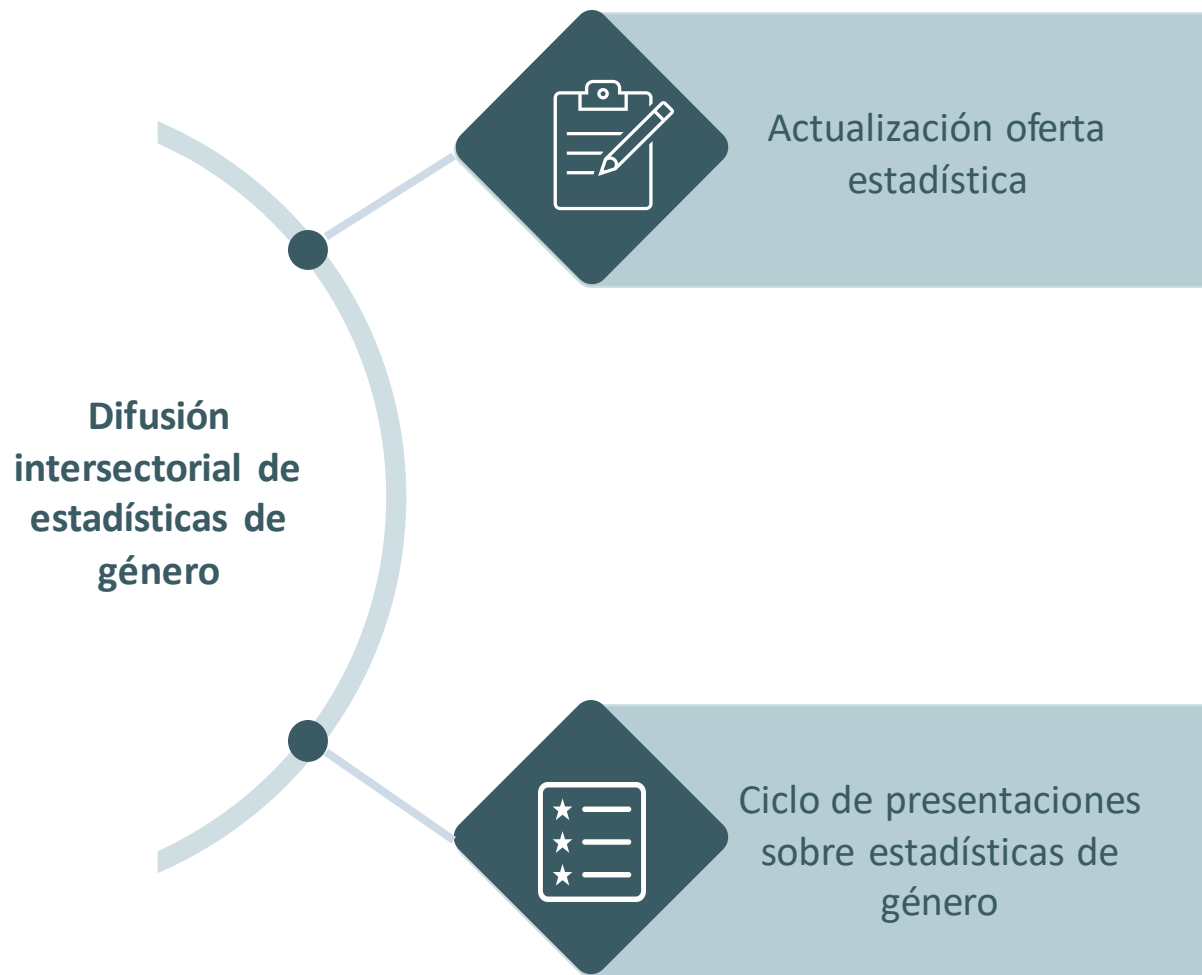 Difusión
intersectorial de
estadísticas de
género
Actualización oferta
estadística
Ciclo de presentaciones
sobre estadísticas de
género